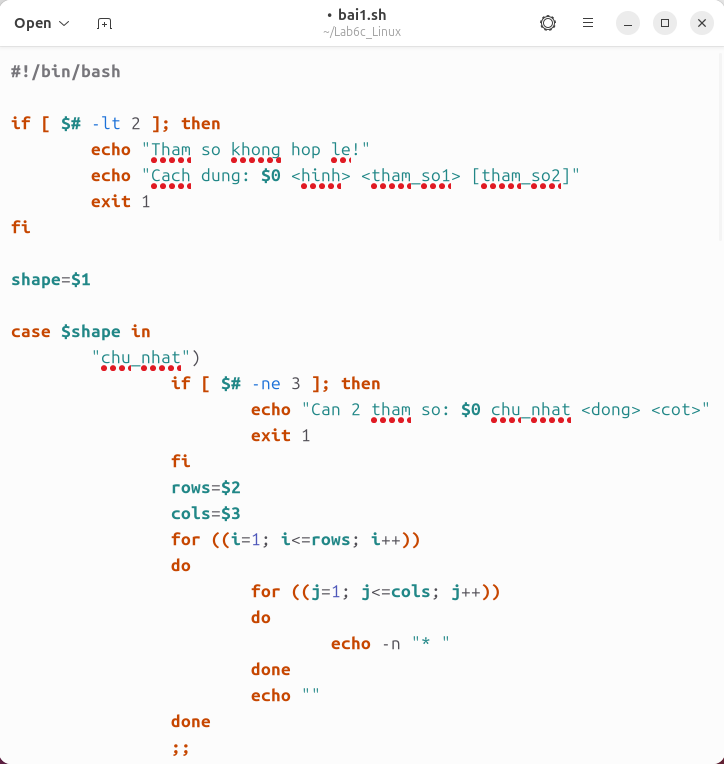 Open
• bai1.sh
~/Lab6c_Linux
#!/bin/bash
if [ $# -lt 2 ]; then
echo "Tham so khong hop le!"
echo "Cach dung: $0 <hinh> <tham_so1> [tham_so2]"
exit 1
fi
shape=$1
case $shape in
"chu_nhat")
if [ $# -ne 3 ]; then
echo "Can 2 tham so: $0 chu_nhat <dong> <cot>"
exit 1
fi
rows=$2
cols=$3
for ((i=1; i<=rows; i++))
do
for ((j=1; j<=cols; j++))
do
echo -n "* "
done
echo ""
done
;;